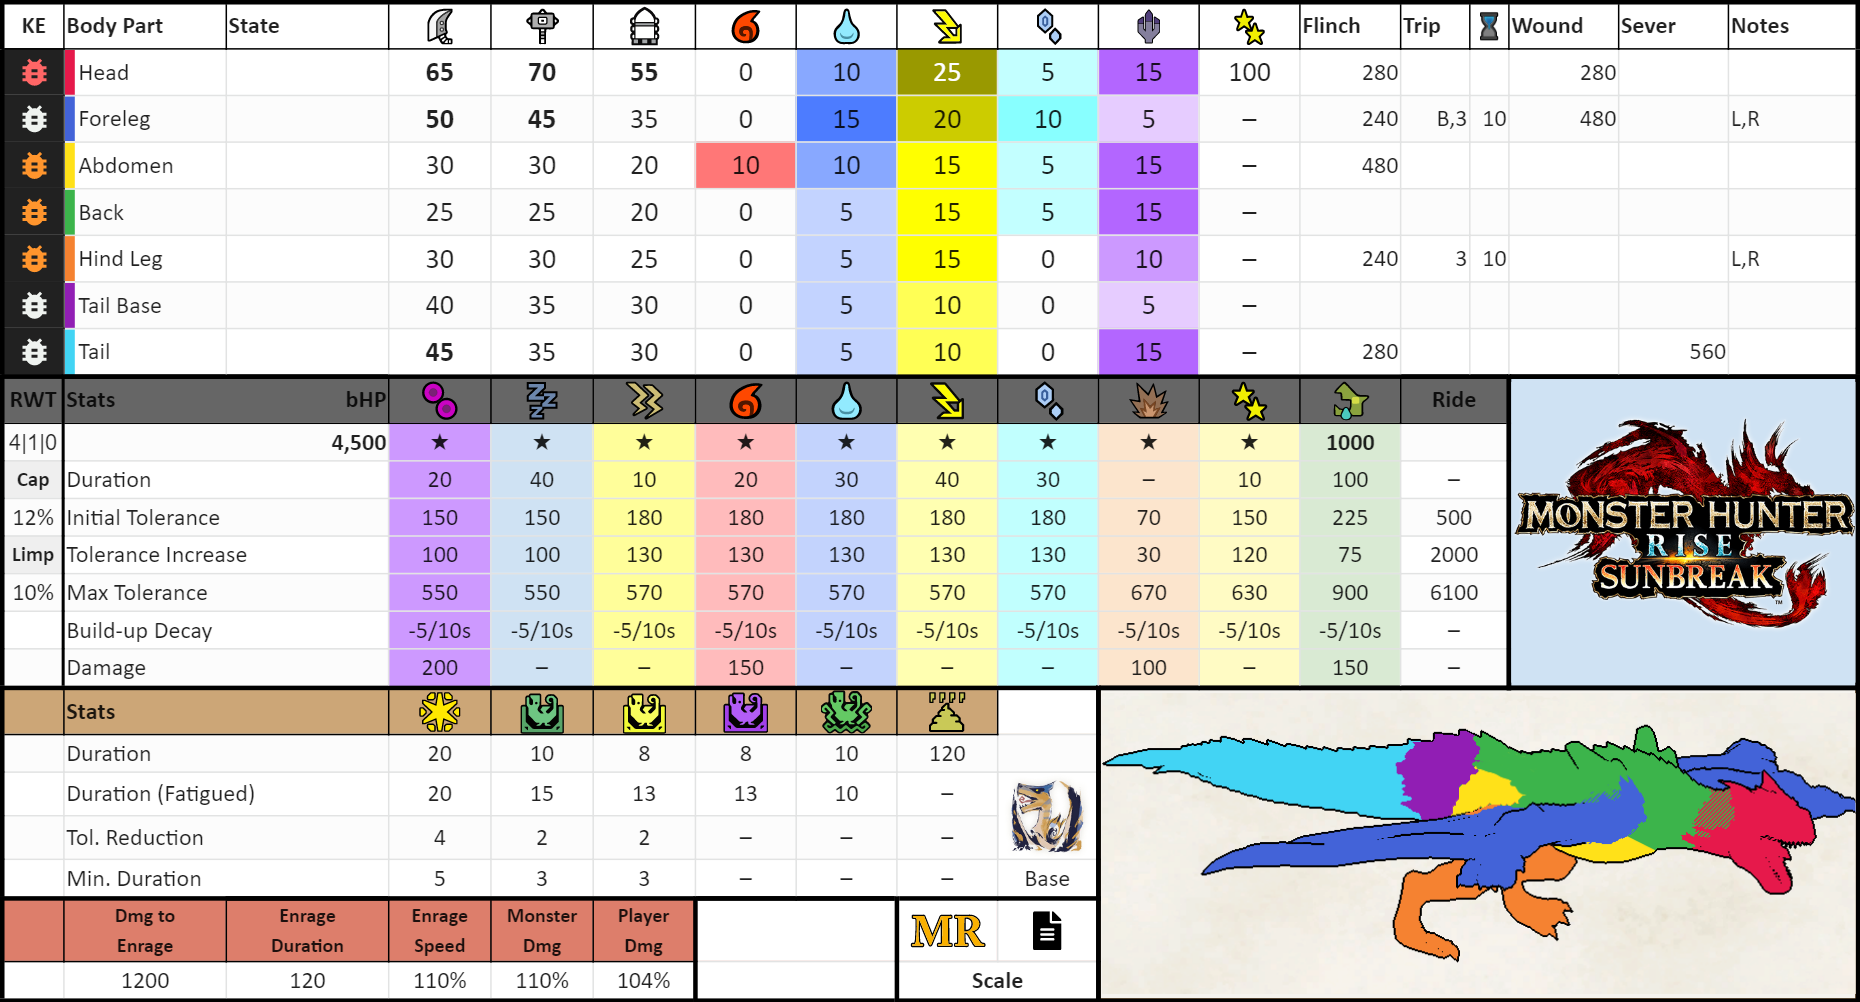 KE Body Part State Flinch Trip Wound Sever Notes
Head 65 70 55 0 10 25 5 15 100 280 280
Foreleg 50 45 35 0 15 20 10 5 – 240 B,3 10 480 L,R
Abdomen 30 30 20 10 10 15 5 15 – 480
Back 25 25 20 0 5 15 5 15 –
Hind Leg 30 30 25 0 5 15 0 10 – 240 3 10 L,R
Tail Base 40 35 30 0 5 10 0 5 –
Tail 45 35 30 0 5 10 0 15 – 280 560
RWT Stats bHP Ride
4|1|0 4,500 ★ ★ ★ ★ ★ ★ ★ ★ ★ 1000
Cap Duration 20 40 10 20 30 40 30 – 10 100 –
12% Initial Tolerance 150 150 180 180 180 180 180 70 150 225 500
Limp Tolerance Increase 100 100 130 130 130 130 130 30 120 75 2000
10% Max Tolerance 550 550 570 570 570 570 570 670 630 900 6100
Build-up Decay -5/10s -5/10s -5/10s -5/10s -5/10s -5/10s -5/10s -5/10s -5/10s -5/10s –
Damage 200 – – 150 – – – 100 – 150 –
MONSTER HUNTER
RISE
SUNBREAK™
Stats
Duration 20 10 8 8 10 120
Duration (Fatigued) 20 15 13 13 10 –
Tol. Reduction 4 2 2 – – –
Min. Duration 5 3 3 – – – Base
Dmg to Enrage Enrage Monster Player
Enrage Duration Speed Dmg Dmg
MR
1200 120 110% 110% 104% Scale